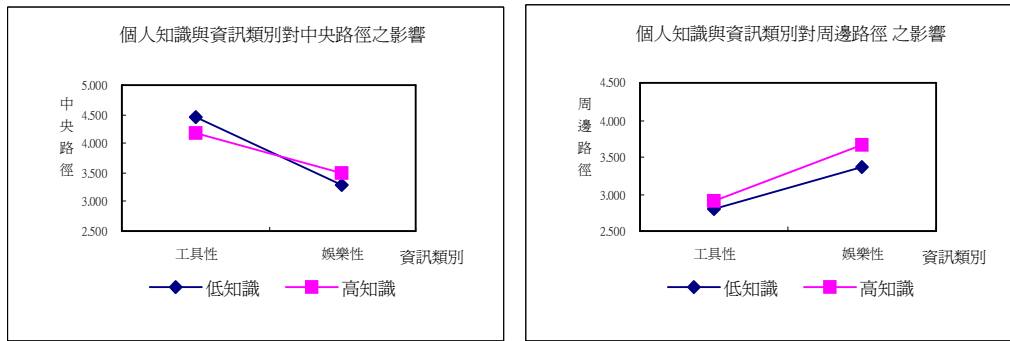 個人知識與資訊類別對中央路徑之影響
中央路徑
5.000
4.500
4.000
3.500
3.000
2.500
工具性
娛樂性
資訊類別
低知識
高知識
個人知識與資訊類別對周邊路徑 之影響
周邊路徑
4.500
4.000
3.500
3.000
2.500
工具性
娛樂性
資訊類別
低知識
高知識